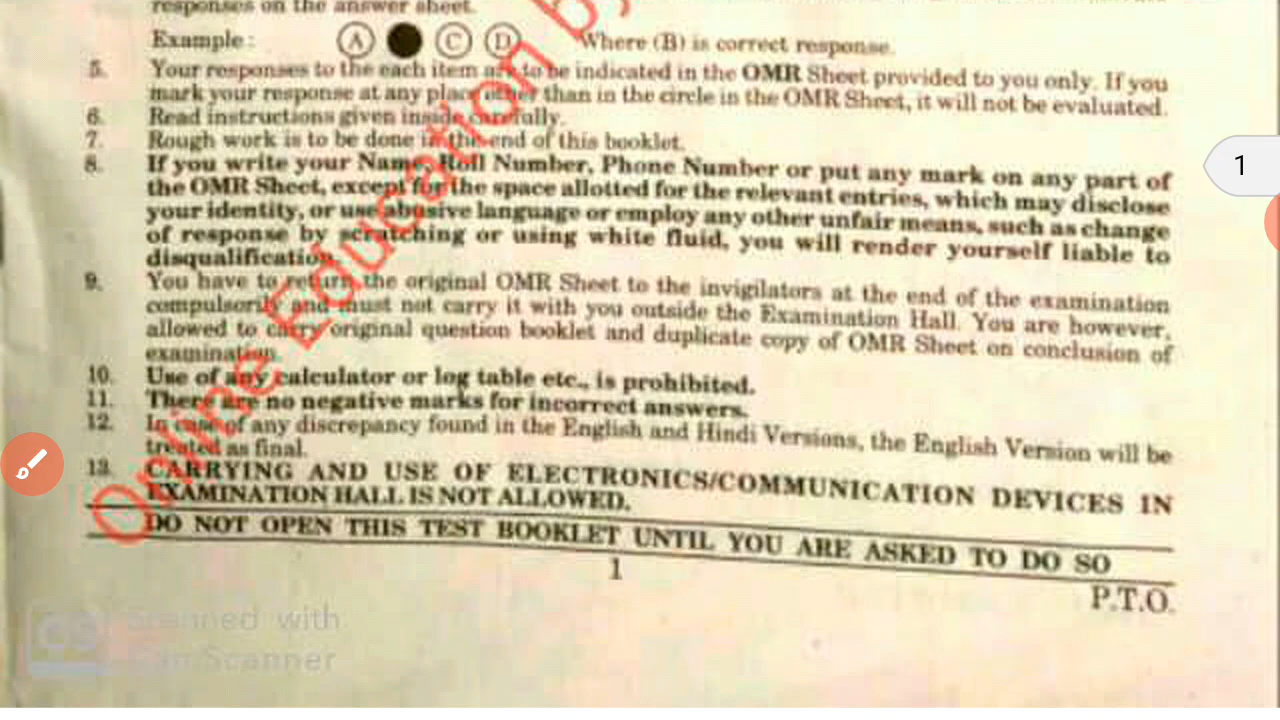 responses on the answer sheet.
Example : A C D Where (B) is correct response.
5. Your responses to the each item are to be indicated in the OMR Sheet provided to you only. If you
mark your response at any place other than in the circle in the OMR Sheet, it will not be evaluated.
6. Read instructions given inside carefully.
7. Rough work is to be done in the end of this booklet.
8. If you write your Name, Roll Number, Phone Number or put any mark on any part of
the OMR Sheet, except for the space allotted for the relevant entries, which may disclose
your identity, or use abusive language or employ any other unfair means, such as change
of response by scratching or using white fluid, you will render yourself liable to
disqualification.
9. You have to return the original OMR Sheet to the invigilators at the end of the examination
compulsorily and must not carry it with you outside the Examination Hall. You are however,
allowed to carry original question booklet and duplicate copy of OMR Sheet on conclusion of
examination.
10. Use of any calculator or log table etc., is prohibited.
11. There are no negative marks for incorrect answers.
12. In case of any discrepancy found in the English and Hindi Versions, the English Version will be
treated as final.
13. CARRYING AND USE OF ELECTRONICS/COMMUNICATION DEVICES IN
EXAMINATION HALL IS NOT ALLOWED.
DO NOT OPEN THIS TEST BOOKLET UNTIL YOU ARE ASKED TO DO SO
1
P.T.O.
Online Education by
1
CS Scanned with
CamScanner